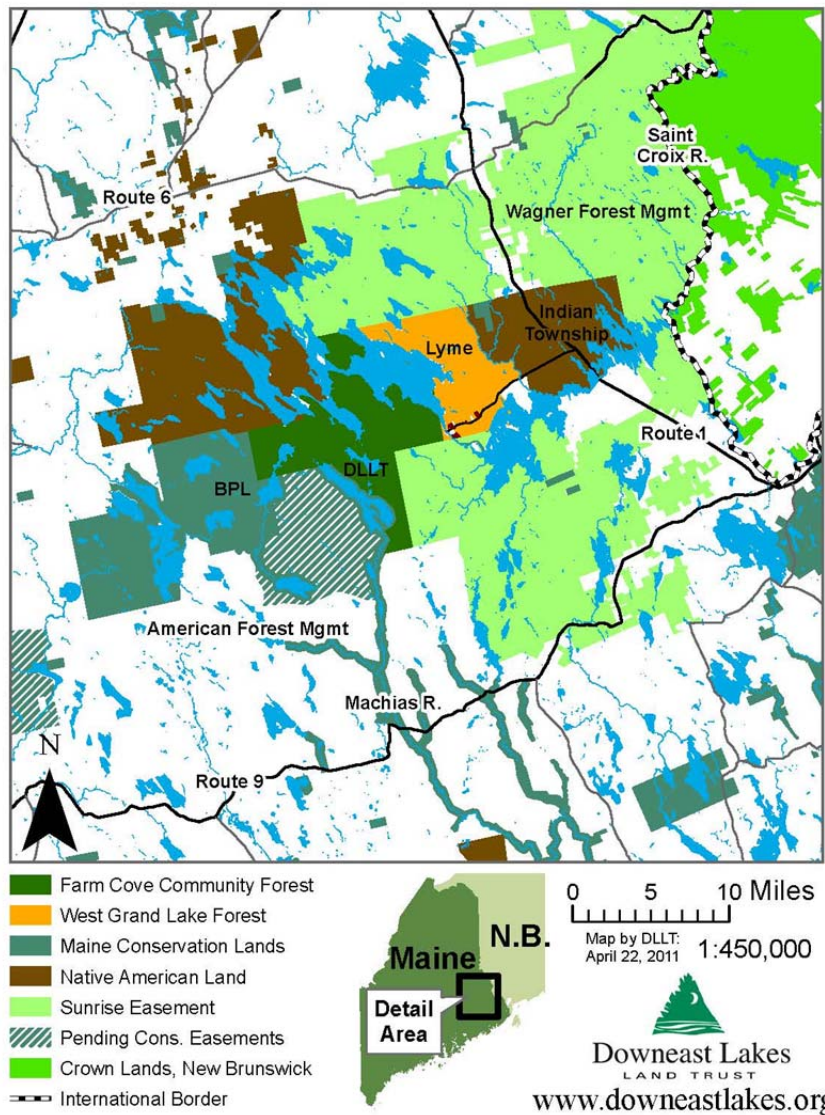 Saint
Croix R.
Route 6
Wagner Forest Mgmt
Indian
Township
Lyme
Route 1
DLLT
BPL
American Forest Mgmt
Machias R.
N
Route 9
Farm Cove Community Forest
West Grand Lake Forest
Maine Conservation Lands
Native American Land
Sunrise Easement
Pending Cons. Easements
Crown Lands, New Brunswick
International Border
Maine
N.B.
Detail
Area
0 5 10 Miles
Map by DLLT:
April 22, 2011
1:450,000
Downeast Lakes
LAND TRUST
www.downeastlakes.org